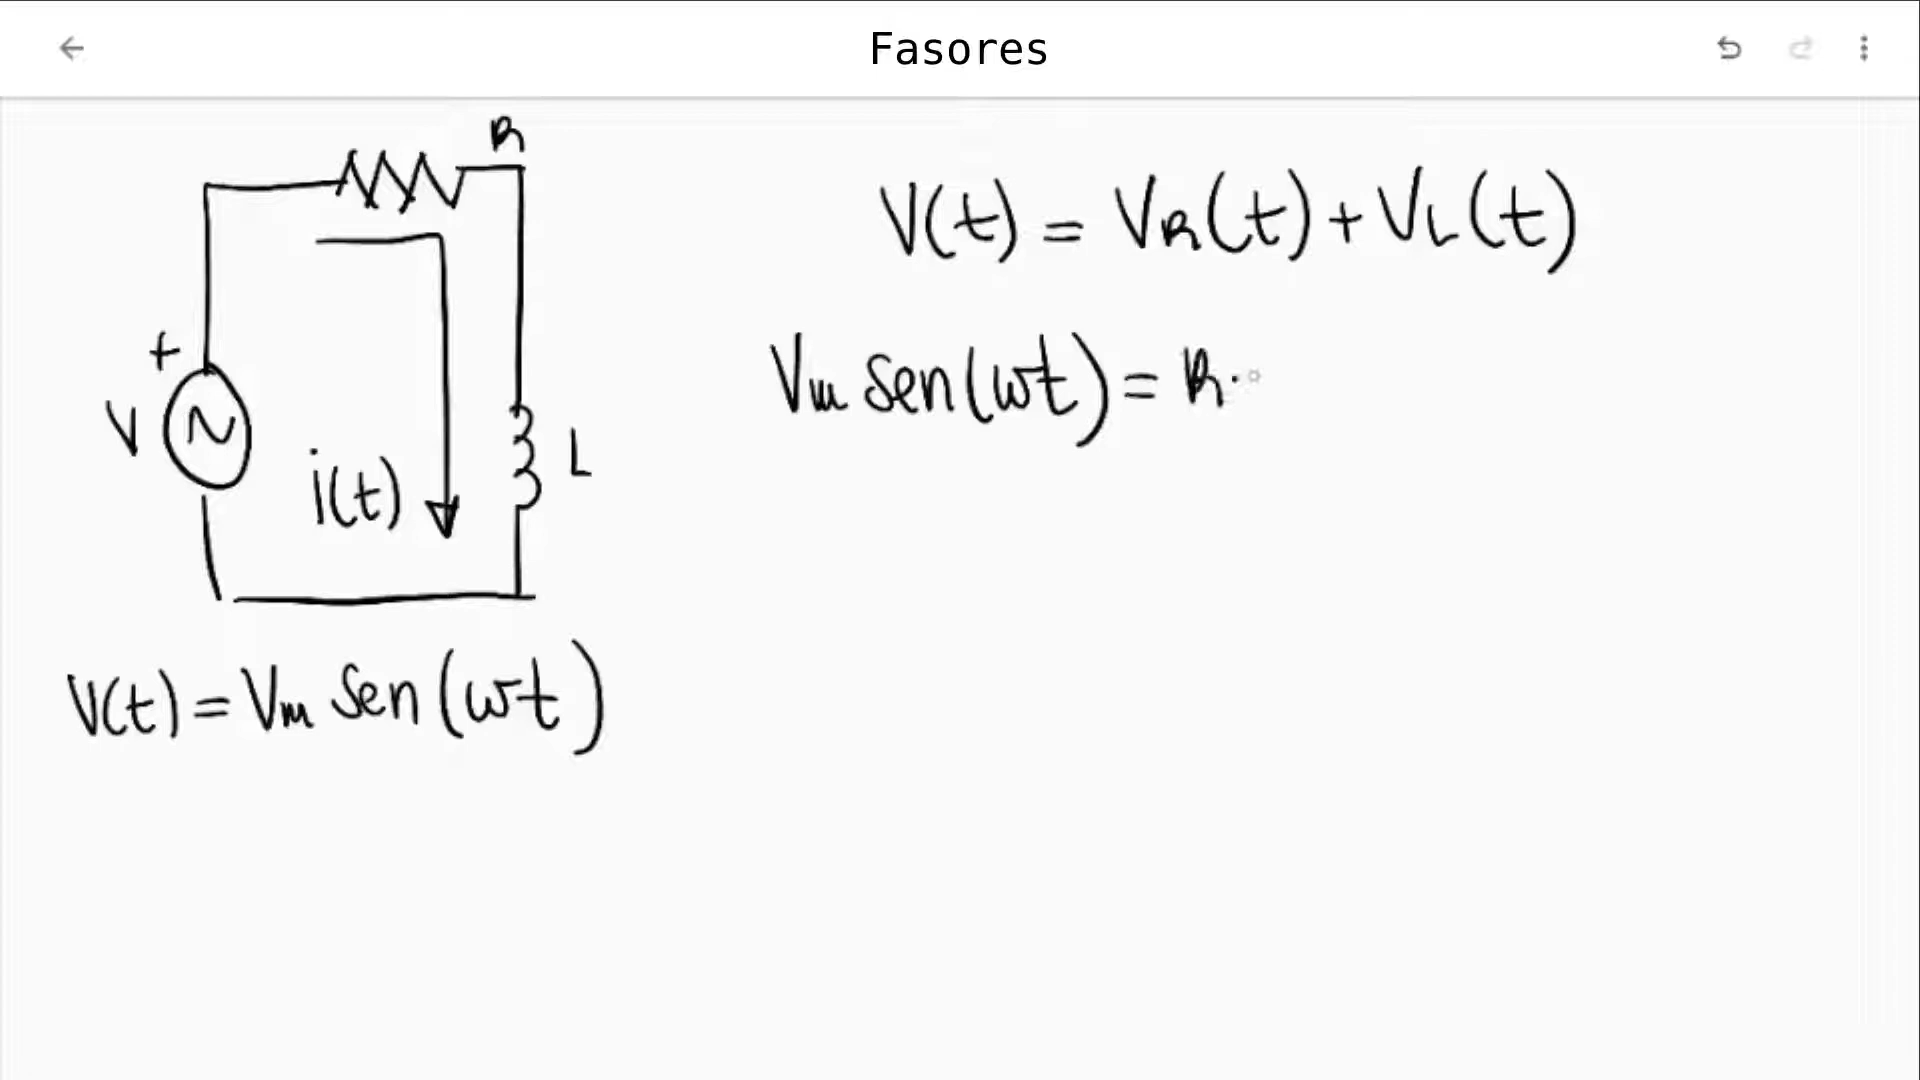 Fasores
R
+
V
i(t)
L
V(t) = Vm Sen(wt)
V(t) = VR(t) + VL(t)
Vm Sen(wt) = R.